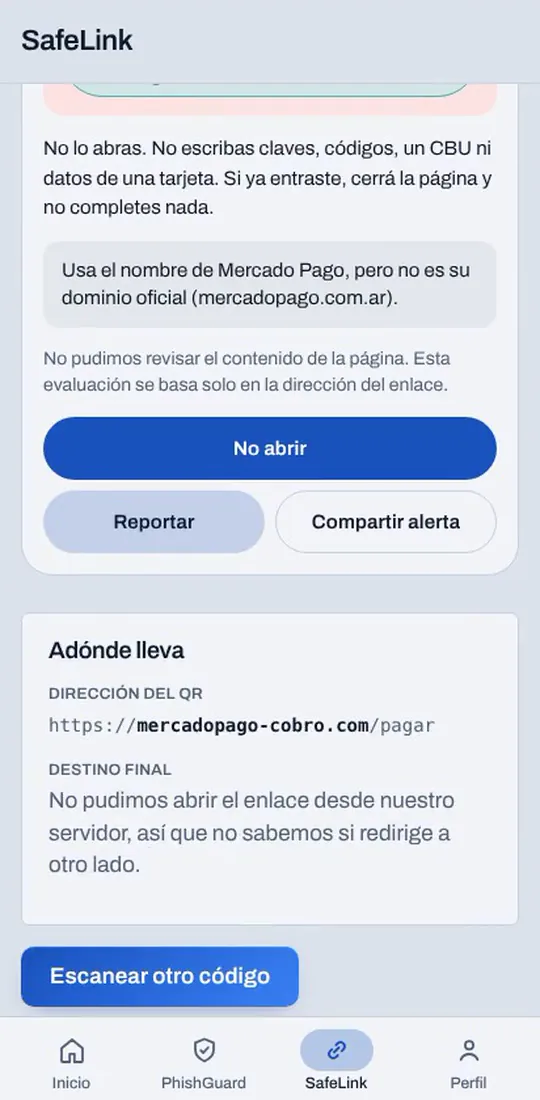 SafeLink
No lo abras. No escribas claves, códigos, un CBU ni
datos de una tarjeta. Si ya entraste, cerrá la página y
no completes nada.
Usa el nombre de Mercado Pago, pero no es su
dominio oficial (mercadopago.com.ar).
No pudimos revisar el contenido de la página. Esta
evaluación se basa solo en la dirección del enlace.
No abrir
Reportar
Compartir alerta
Adónde lleva
DIRECCIÓN DEL QR
https://mercadopago-cobro.com/pagar
DESTINO FINAL
No pudimos abrir el enlace desde nuestro
servidor, así que no sabemos si redirige a
otro lado.
Escanear otro código
Inicio
PhishGuard
SafeLink
Perfil